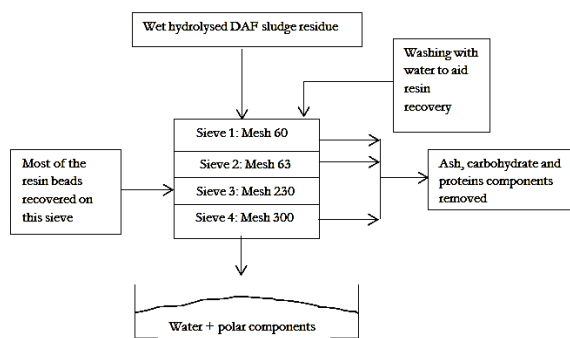 Wet hydrolysed DAF sludge residue
Washing with
water to aid
resin
recovery
Sieve 1: Mesh 60
Sieve 2: Mesh 63
Sieve 3: Mesh 230
Sieve 4: Mesh 300
Most of the
resin beads
recovered on
this sieve
Ash, carbohydrate and
proteins components
removed
Water + polar components